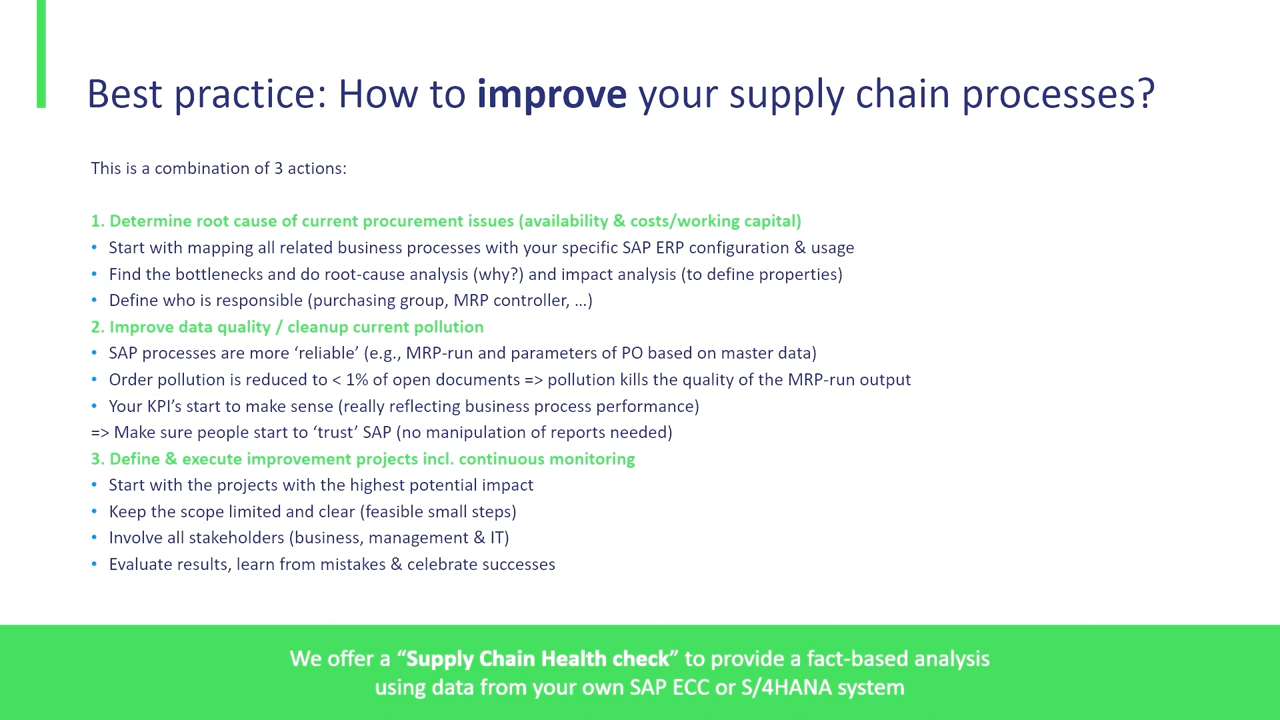 Best practice: How to improve your supply chain processes?
This is a combination of 3 actions:
1. Determine root cause of current procurement issues (availability & costs/working capital)
• Start with mapping all related business processes with your specific SAP ERP configuration & usage
• Find the bottlenecks and do root-cause analysis (why?) and impact analysis (to define properties)
• Define who is responsible (purchasing group, MRP controller, …)
2. Improve data quality / cleanup current pollution
• SAP processes are more ‘reliable’ (e.g., MRP-run and parameters of PO based on master data)
• Order pollution is reduced to < 1% of open documents => pollution kills the quality of the MRP-run output
• Your KPI’s start to make sense (really reflecting business process performance)
=> Make sure people start to ‘trust’ SAP (no manipulation of reports needed)
3. Define & execute improvement projects incl. continuous monitoring
• Start with the projects with the highest potential impact
• Keep the scope limited and clear (feasible small steps)
• Involve all stakeholders (business, management & IT)
• Evaluate results, learn from mistakes & celebrate successes
We offer a “Supply Chain Health check” to provide a fact-based analysis
using data from your own SAP ECC or S/4HANA system